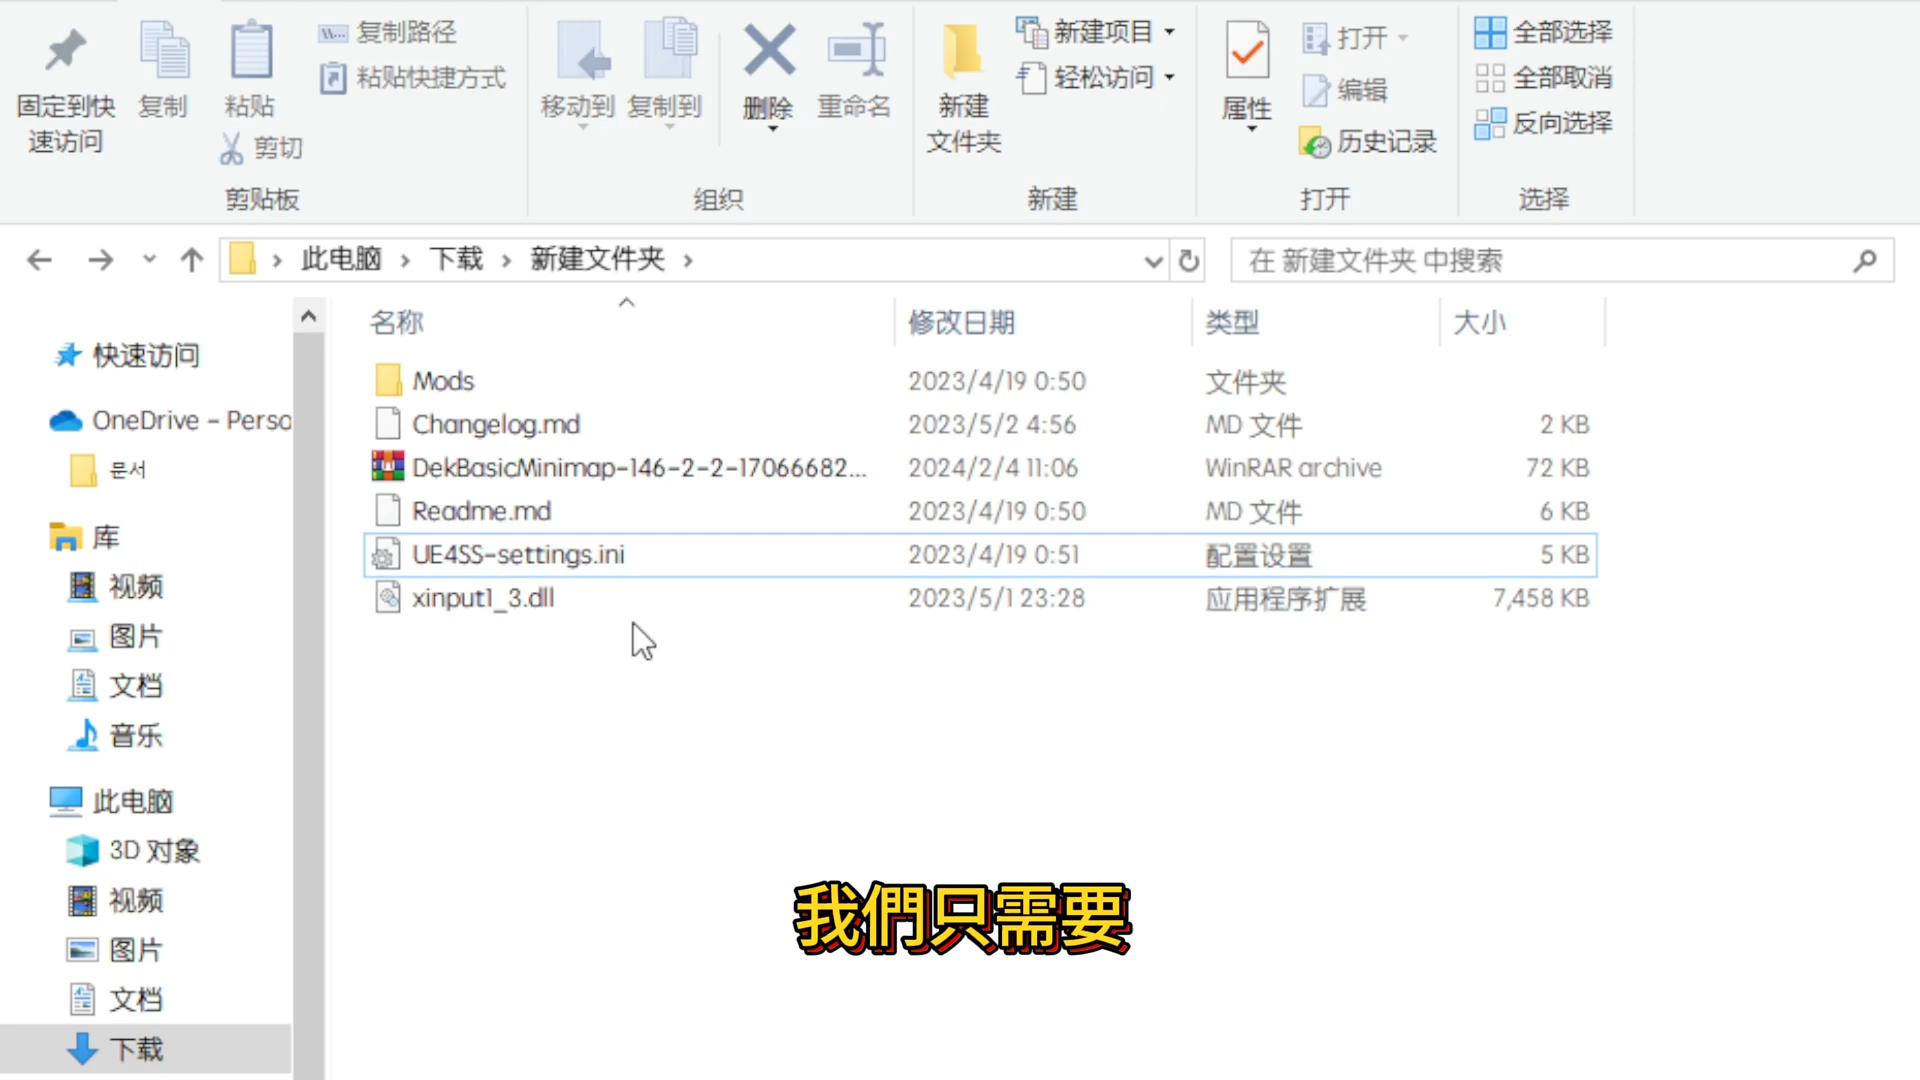 固定到快
速访问
复制
粘贴
复制路径
粘贴快捷方式
剪切
剪贴板
移动到
复制到
删除
重命名
组织
新建
文件夹
新建项目
轻松访问
新建
属性
打开
编辑
历史记录
打开
全部选择
全部取消
反向选择
选择
此电脑 › 下载 › 新建文件夹 ›
在 新建文件夹 中搜索
快速访问
OneDrive – Perso
문서
库
视频
图片
文档
音乐
此电脑
3D 对象
视频
图片
文档
下载
名称 修改日期 类型 大小
Mods 2023/4/19 0:50 文件夹
Changelog.md 2023/5/2 4:56 MD 文件 2 KB
DekBasicMinimap-146-2-2-17066682... 2024/2/4 11:06 WinRAR archive 72 KB
Readme.md 2023/4/19 0:50 MD 文件 6 KB
UE4SS-settings.ini 2023/4/19 0:51 配置设置 5 KB
xinput1_3.dll 2023/5/1 23:28 应用程序扩展 7,458 KB
我們只需要